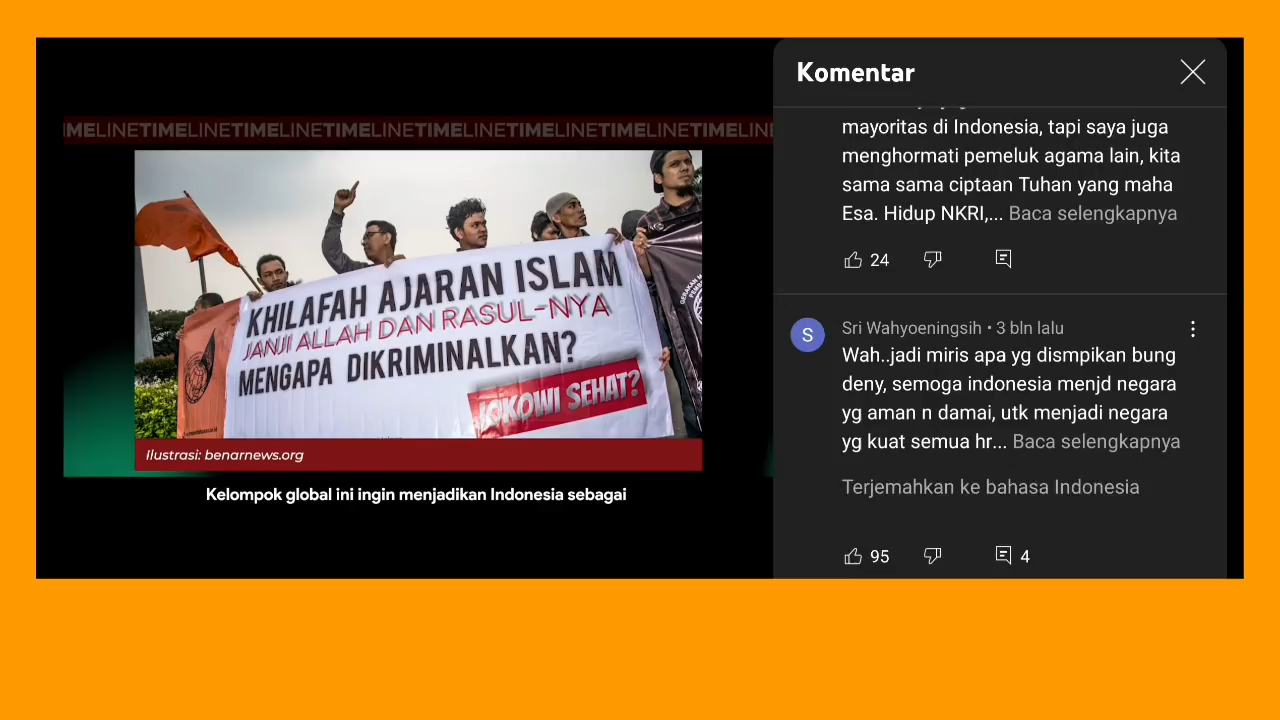 IMELINETIMELINETIMELINETIMELINETIMELINETIMELIN
KHILAFAH AJARAN ISLAM
JANJI ALLAH DAN RASUL-NYA
MENGAPA DIKRIMINALKAN?
JOKOWI SEHAT?
Ilustrasi: benarnews.org
Kelompok global ini ingin menjadikan Indonesia sebagai
Komentar
mayoritas di Indonesia, tapi saya juga
menghormati pemeluk agama lain, kita
sama sama ciptaan Tuhan yang maha
Esa. Hidup NKRI,... Baca selengkapnya
24
S
Sri Wahyoeningsih • 3 bln lalu
Wah..jadi miris apa yg dismpikan bung
deny, semoga indonesia menjd negara
yg aman n damai, utk menjadi negara
yg kuat semua hr... Baca selengkapnya
Terjemahkan ke bahasa Indonesia
95
4